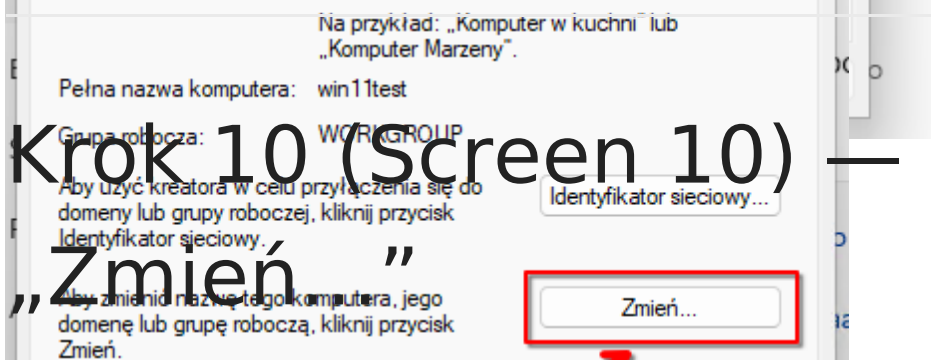 Na przykład: „Komputer w kuchni” lub
„Komputer Marzeny”.
Pełna nazwa komputera: win11test
Grupa robocza: WORKGROUP
Krok 10 (Screen 10) —
Aby użyć kreatora w celu przyłączenia się do
domeny lub grupy roboczej, kliknij przycisk
Identyfikator sieciowy.
Identyfikator sieciowy...
„Zmień…”
Aby zmienić nazwę tego komputera, jego
domenę lub grupę roboczą, kliknij przycisk
Zmień.
Zmień...